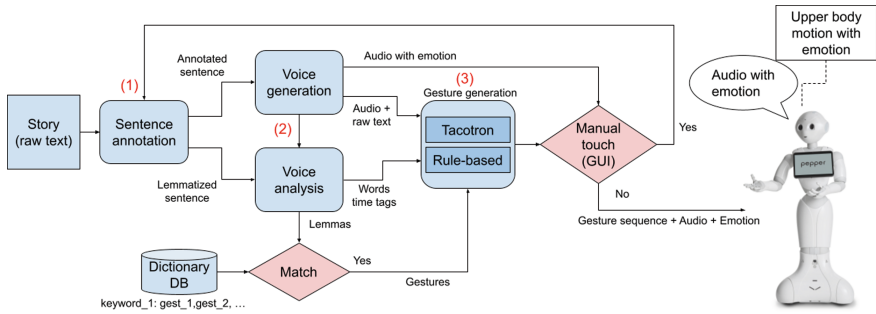 Story
(raw text)
(1)
Sentence
annotation
Annotated
sentence
Lemmatized
sentence
Voice
generation
(2)
Voice
analysis
Audio with emotion
Audio +
raw text
Words
time tags
Lemmas
Dictionary
DB
keyword_1: gest_1,gest_2, ...
Match
Yes
Gestures
(3)
Gesture generation
Tacotron
Rule-based
Manual
touch
(GUI)
Yes
No
Gesture sequence + Audio + Emotion
Audio with
emotion
Upper body
motion with
emotion
pepper